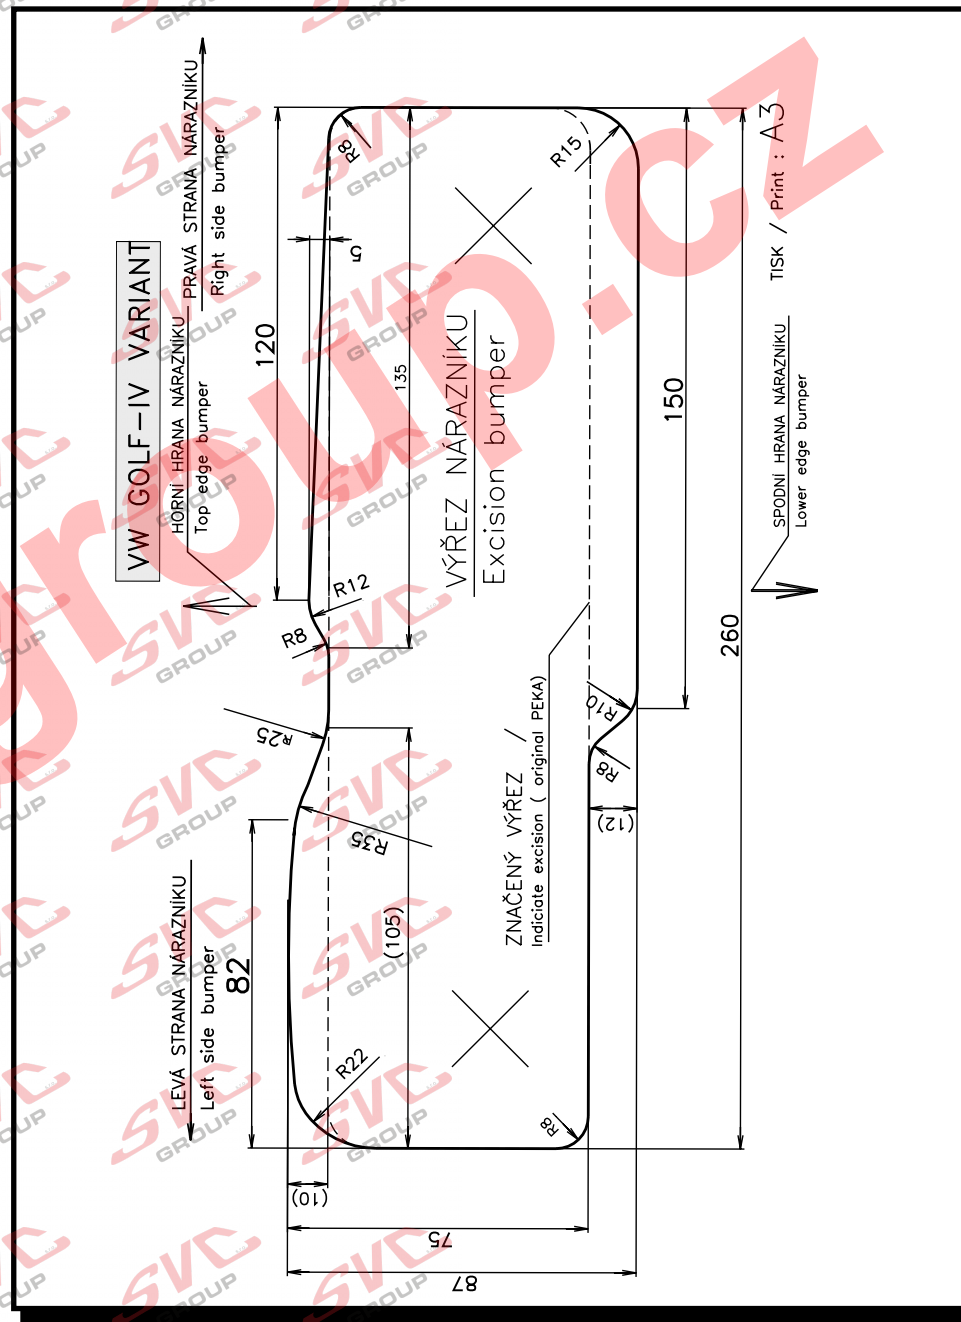 VW GOLF-IV VARIANT
HORNÍ HRANA NÁRAZNÍKU
Top edge bumper
PRAVÁ STRANA NÁRAZNÍKU
Right side bumper
LEVÁ STRANA NÁRAZNÍKU
Left side bumper
SPODNÍ HRANA NÁRAZNÍKU
Lower edge bumper
TISK / Print : A3
VÝŘEZ NÁRAZNÍKU
Excision bumper
ZNAČENÝ VÝŘEZ /
Indiciate excision ( original PEKA)
120
135
150
260
82
(105)
5
(10)
(12)
75
87
R8
R15
R12
R8
R25
R35
R22
R8
R10
R8
group.cz
SVC
GROUP